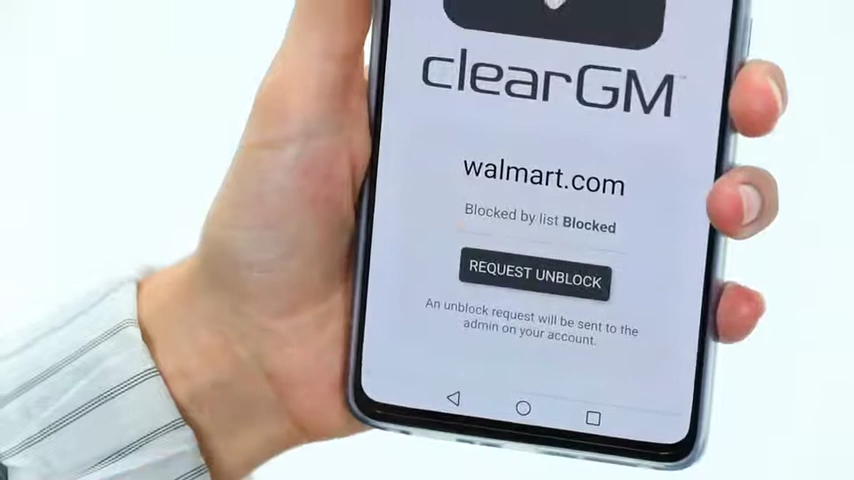 clearGM™
walmart.com
Blocked by list Blocked
REQUEST UNBLOCK
An unblock request will be sent to the
admin on your account.